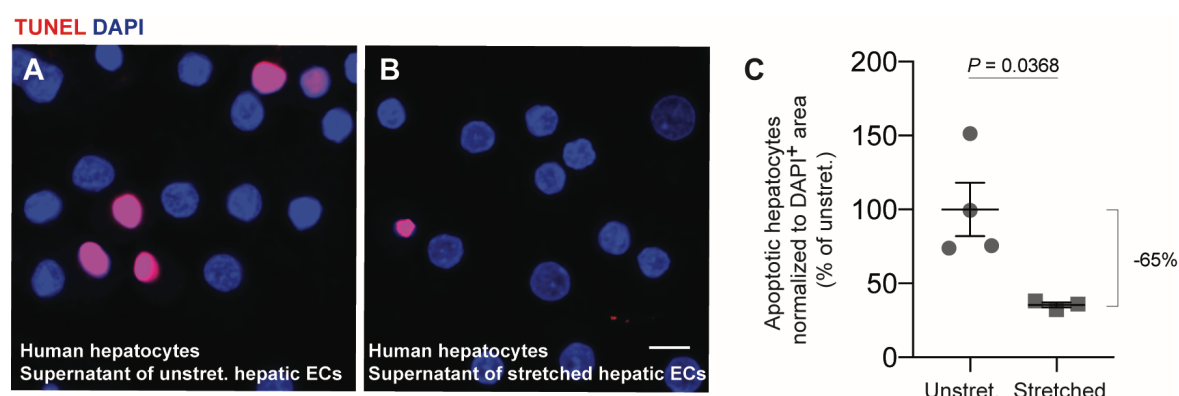 TUNEL DAPI
A
Human hepatocytes
Supernatant of unstret. hepatic ECs
B
Human hepatocytes
Supernatant of stretched hepatic ECs
C
Apoptotic hepatocytes
normalized to DAPI⁺ area
(% of unstret.)
200
150
100
50
0
P = 0.0368
-65%
Unstret. Stretched